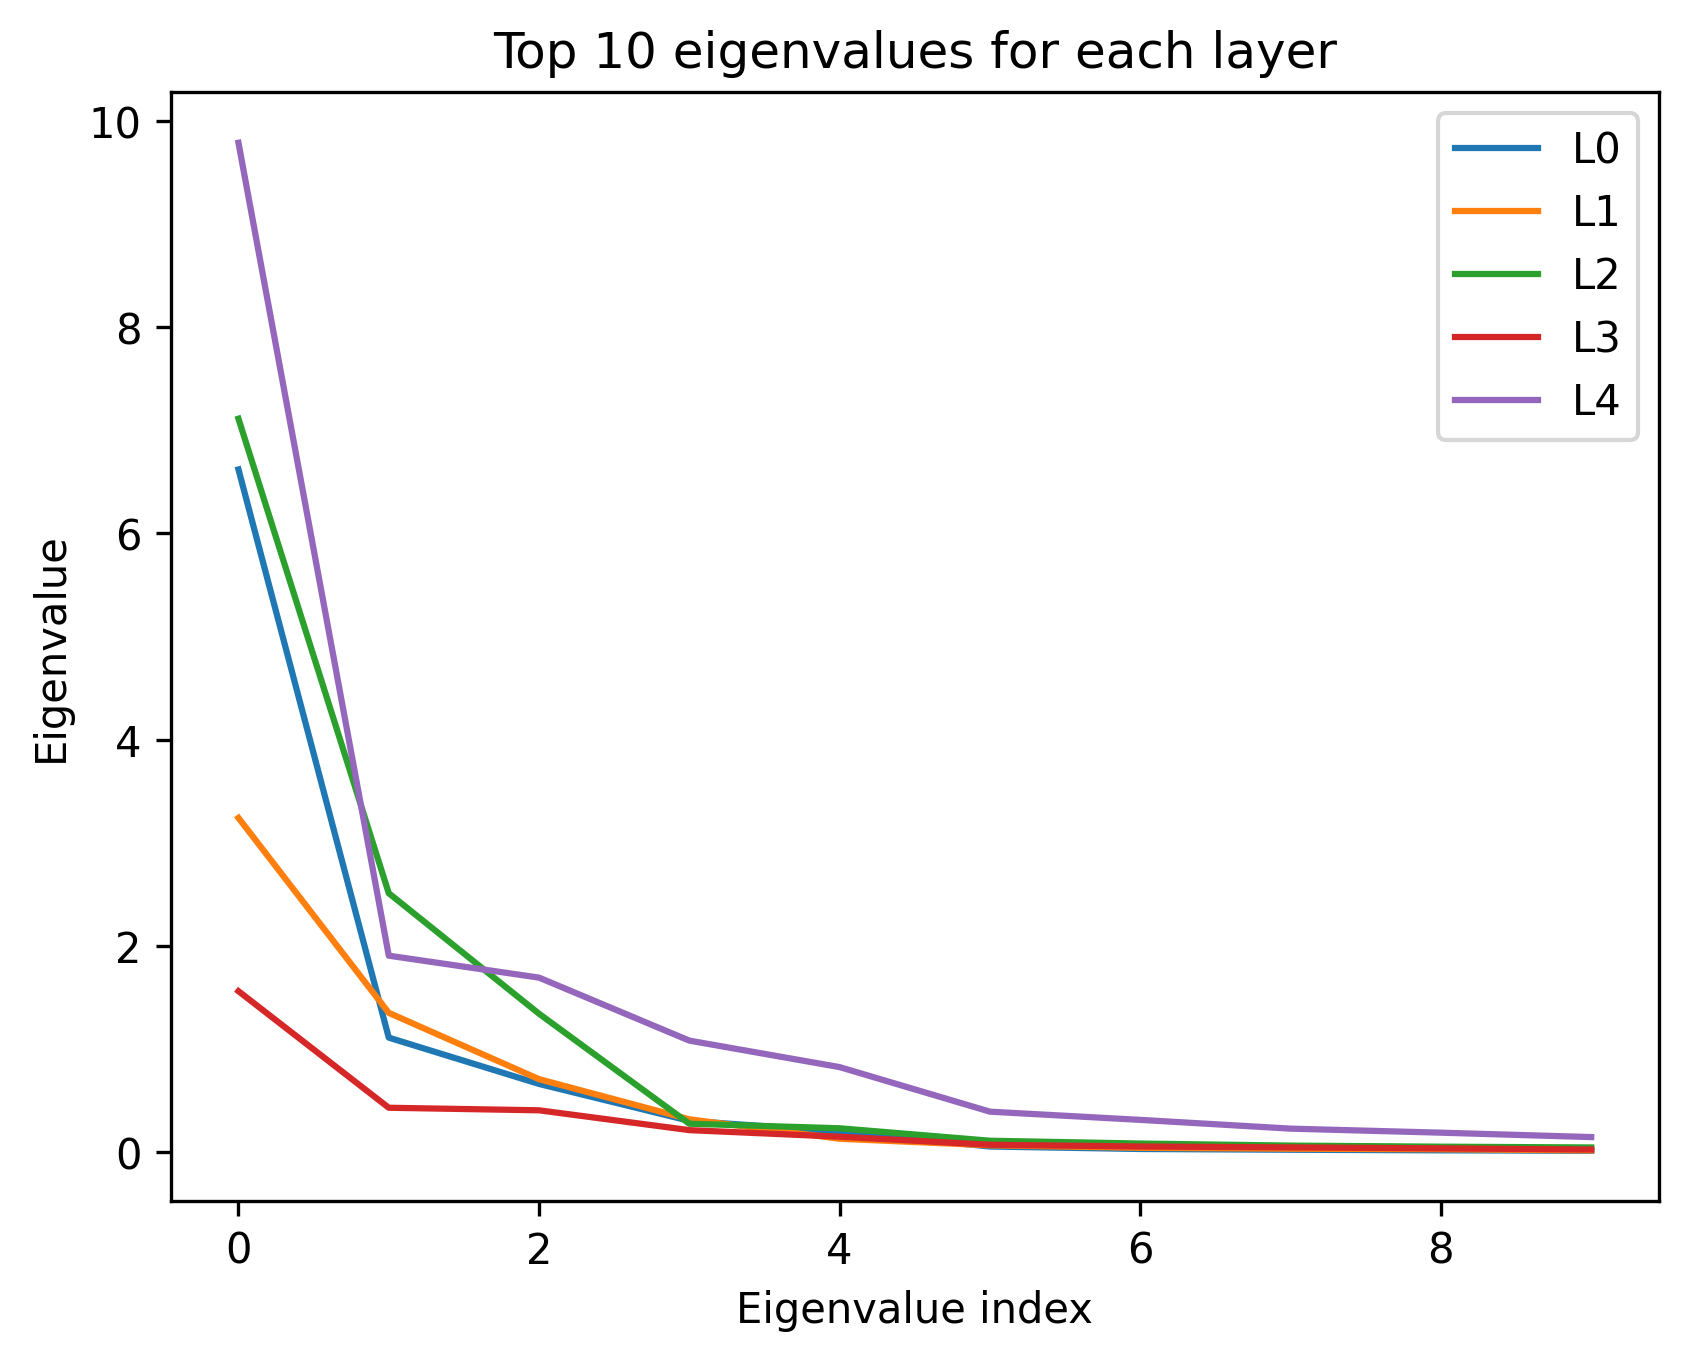 Top 10 eigenvalues for each layer
10
8
6
4
2
0
Eigenvalue
L0
L1
L2
L3
L4
0 2 4 6 8
Eigenvalue index